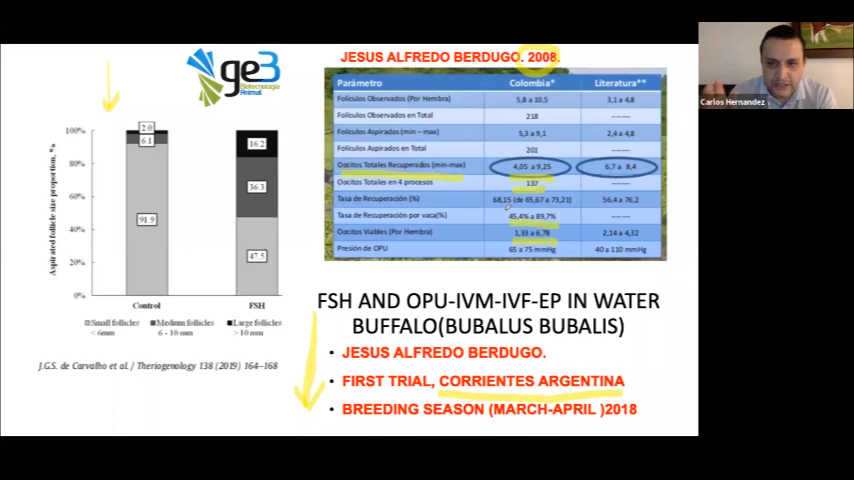 ge3
Biotecnología
Animal.
JESUS ALFREDO BERDUGO. 2008.
Carlos Hernandez
Parámetro Colombia* Literatura**
Folículos Observados (Por Hembra) 5,8 a 10,5 3,1 a 4,8
Folículos Observados en Total 218 -------
Folículos Aspirados (min – max) 5,3 a 9,1 2,4 a 4,8
Folículos Aspirados en Total 201 -------
Oocitos Totales Recuperados (min-max) 4,05 a 9,25 6,7 a 8,4
Oocitos Totales en 4 procesos 137 -------
Tasa de Recuperación (%) 68,15 (de 65,67 a 73,21) 56,4 a 76,2
Tasa de Recuperación por vaca(%) 45,4% a 89,7% -------
Oocitos Viables (Por Hembra) 1,33 a 6,78 2,14 a 4,32
Presión de OPU 65 a 75 mmHg 40 a 110 mmHg
Aspirated follicle size proportion, %
100%
80%
60%
40%
20%
0%
2.0
6.1
91.9
16.2
36.3
47.5
Control FSH
Small follicles Medium follicles Large follicles
< 6mm 6 - 10 mm > 10 mm
J.G.S. de Carvalho et al. / Theriogenology 138 (2019) 164–168
FSH AND OPU-IVM-IVF-EP IN WATER
BUFFALO(BUBALUS BUBALIS)
• JESUS ALFREDO BERDUGO.
• FIRST TRIAL, CORRIENTES ARGENTINA
• BREEDING SEASON (MARCH-APRIL )2018